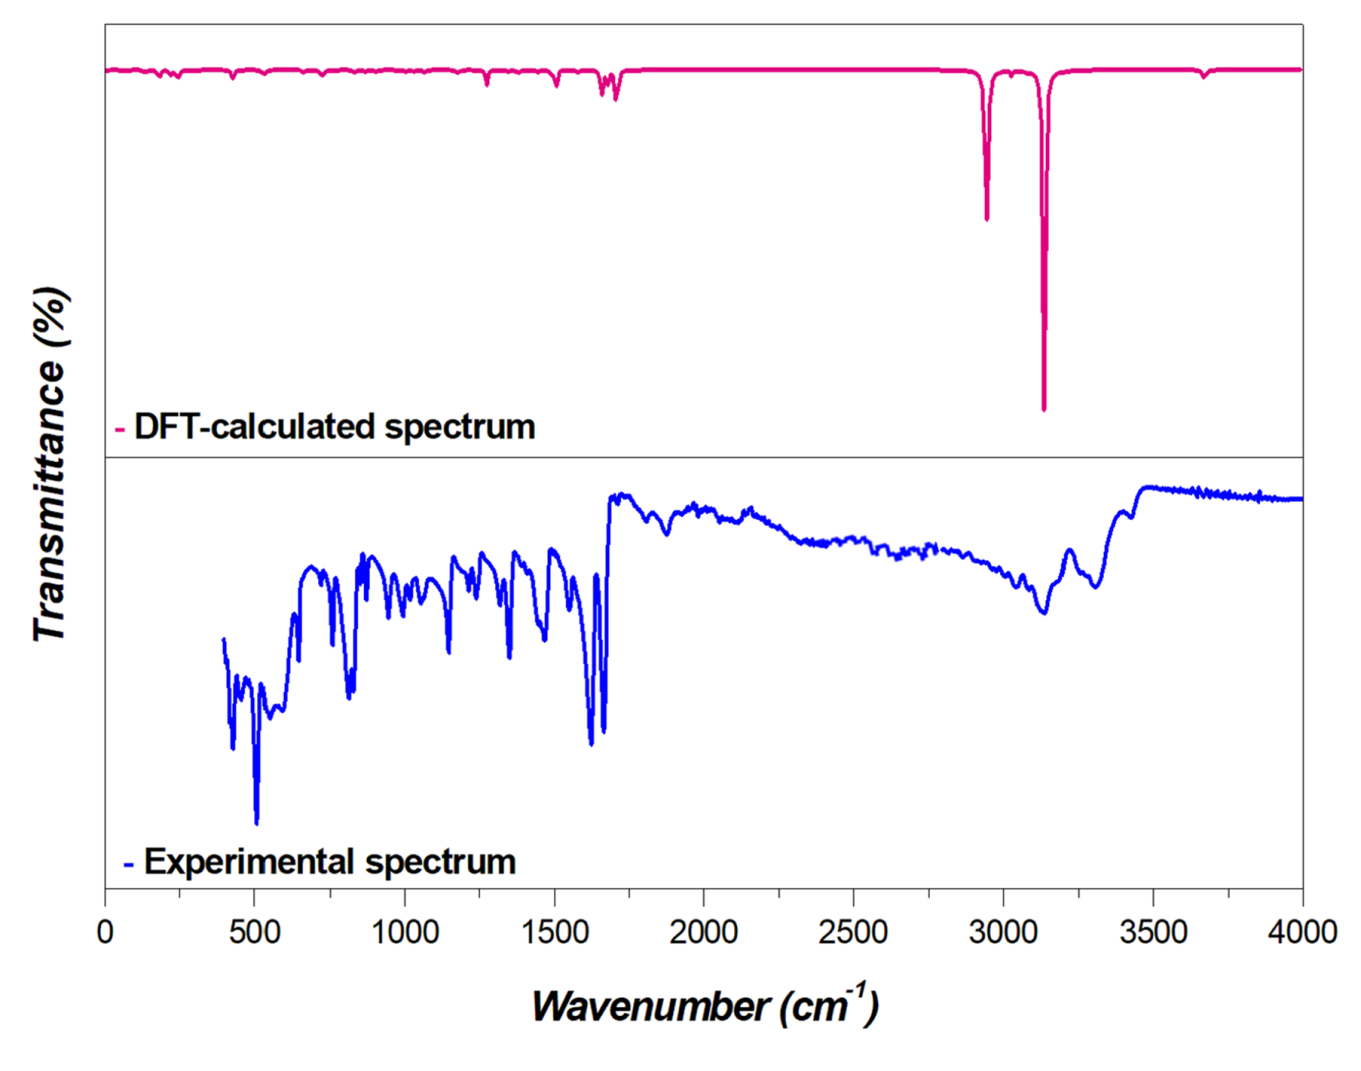 Transmittance (%)
- DFT-calculated spectrum
- Experimental spectrum
0 500 1000 1500 2000 2500 3000 3500 4000
Wavenumber (cm⁻¹)